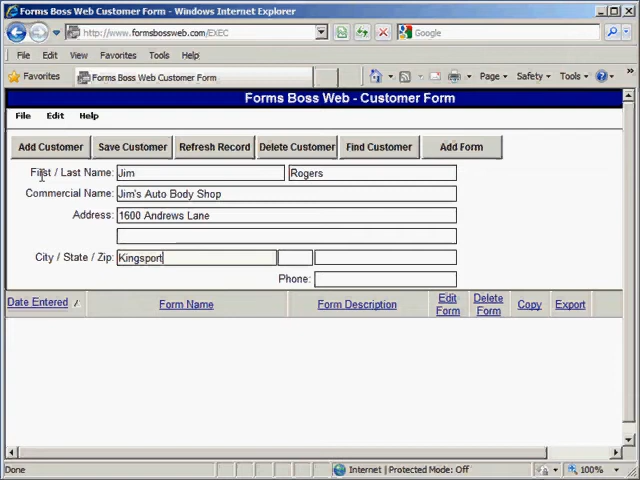 Forms Boss Web Customer Form - Windows Internet Explorer
http://www.formsbossweb.com/EXEC
Google
File Edit View Favorites Tools Help
Favorites Forms Boss Web Customer Form Page Safety Tools
Forms Boss Web - Customer Form
File Edit Help
Add Customer Save Customer Refresh Record Delete Customer Find Customer Add Form
First / Last Name: Jim Rogers
Commercial Name: Jim's Auto Body Shop
Address: 1600 Andrews Lane
City / State / Zip: Kingsport
Phone:
Date Entered Form Name Form Description Edit Form Delete Form Copy Export
Done Internet | Protected Mode: Off 100%